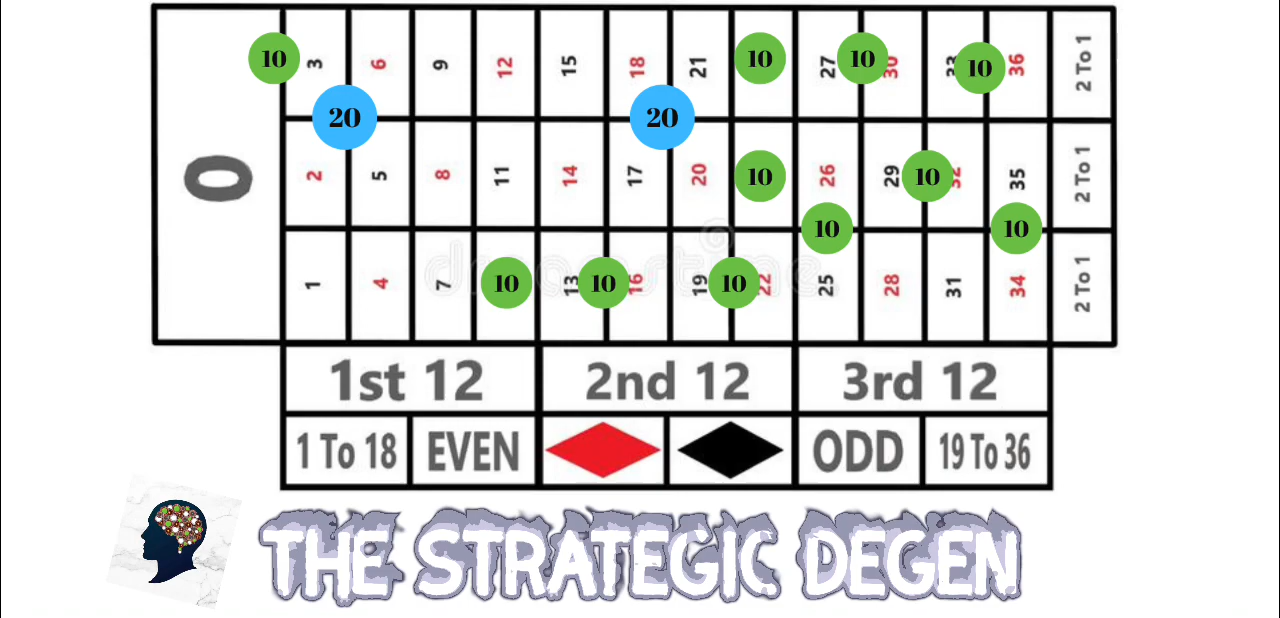 10 3 6 9 12 15 18 21 10 27 10 30 33 10 36 2 To 1
20 20
0 2 5 8 11 14 17 20 10 26 29 10 32 35 2 To 1
10 10
1 4 7 10 13 10 16 19 10 22 25 28 31 34 2 To 1
1st 12 2nd 12 3rd 12
1 To 18 EVEN ODD 19 To 36
THE STRATEGIC DEGEN